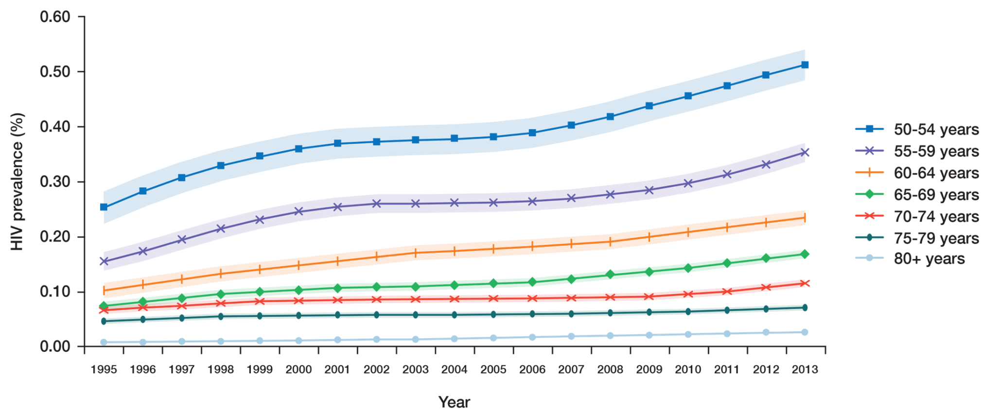 0.60
0.50
0.40
0.30
0.20
0.10
0.00
HIV prevalence (%)
1995 1996 1997 1998 1999 2000 2001 2002 2003 2004 2005 2006 2007 2008 2009 2010 2011 2012 2013
Year
50-54 years
55-59 years
60-64 years
65-69 years
70-74 years
75-79 years
80+ years